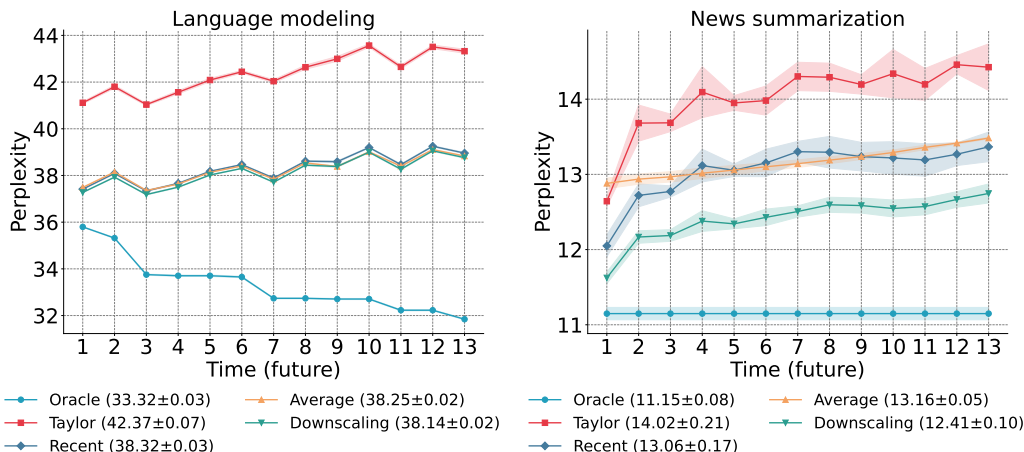 Language modeling
44
42
40
38
36
34
32
Perplexity
1 2 3 4 5 6 7 8 9 10 11 12 13
Time (future)
Oracle (33.32±0.03)
Taylor (42.37±0.07)
Recent (38.32±0.03)
Average (38.25±0.02)
Downscaling (38.14±0.02)
News summarization
14
13
12
11
Perplexity
1 2 3 4 5 6 7 8 9 10 11 12 13
Time (future)
Oracle (11.15±0.08)
Taylor (14.02±0.21)
Recent (13.06±0.17)
Average (13.16±0.05)
Downscaling (12.41±0.10)